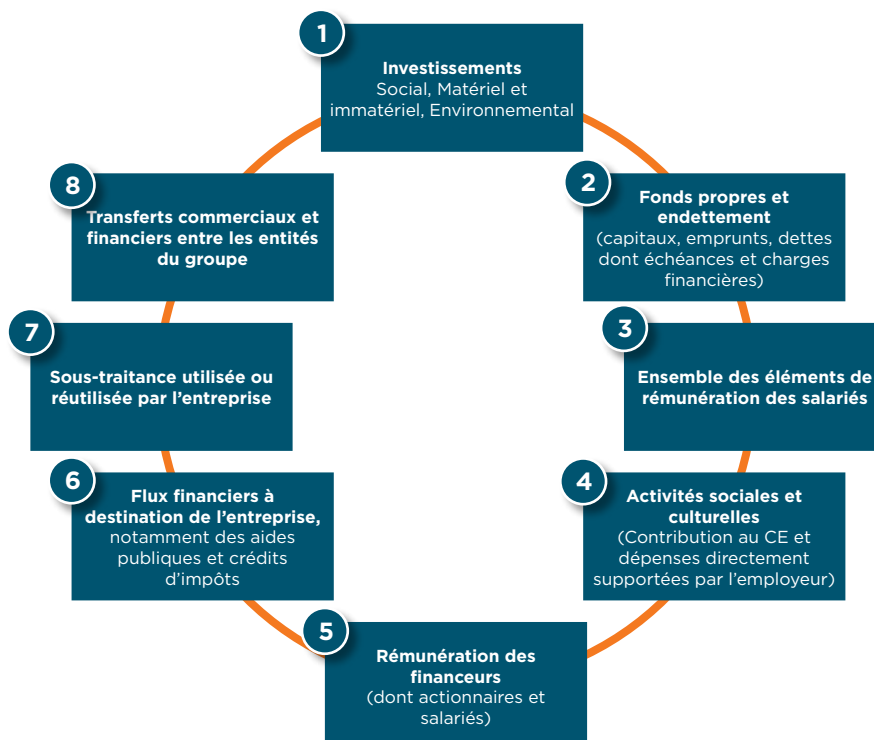 1
Investissements
Social, Matériel et
immatériel, Environnemental
2
Fonds propres et
endettement
(capitaux, emprunts, dettes
dont échéances et charges
financières)
3
Ensemble des éléments de
rémunération des salariés
4
Activités sociales et
culturelles
(Contribution au CE et
dépenses directement
supportées par l’employeur)
5
Rémunération des
financeurs
(dont actionnaires et
salariés)
6
Flux financiers à
destination de l’entreprise,
notamment des aides
publiques et crédits
d’impôts
7
Sous-traitance utilisée ou
réutilisée par l’entreprise
8
Transferts commerciaux et
financiers entre les entités
du groupe